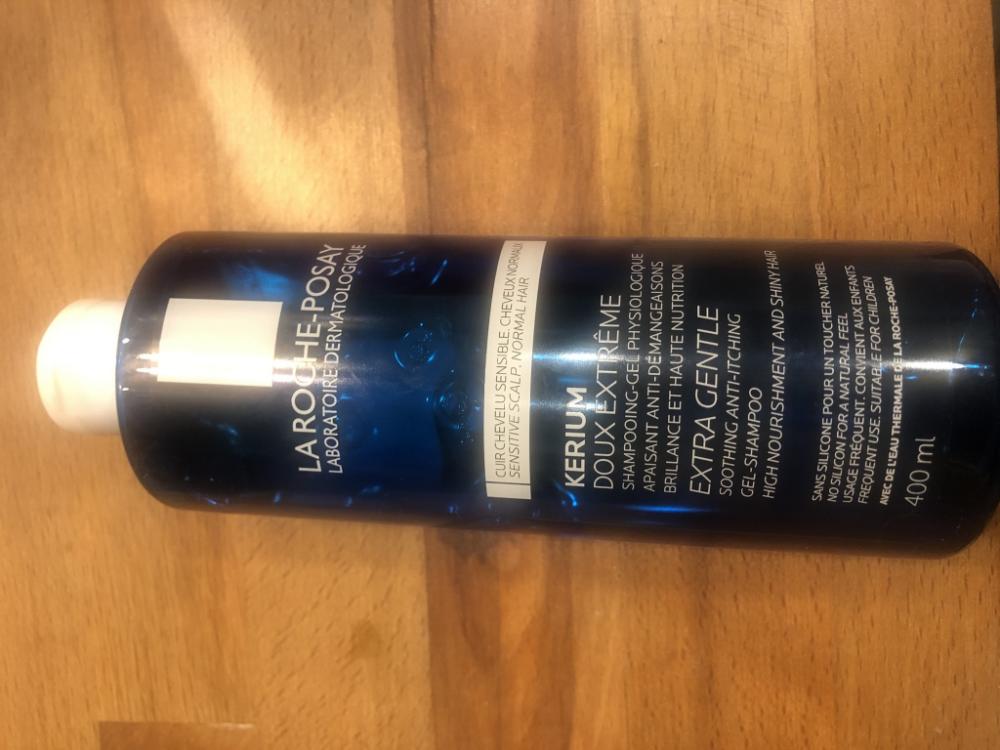 LA ROCHE-POSAY
LABORATOIRE DERMATOLOGIQUE
CUIR CHEVELU SENSIBLE, CHEVEUX NORMAUX
SENSITIVE SCALP, NORMAL HAIR
KERIUM
DOUX EXTRÊME
SHAMPOOING-GEL PHYSIOLOGIQUE
APAISANT ANTI-DÉMANGEAISONS
BRILLANCE ET HAUTE NUTRITION
EXTRA GENTLE
SOOTHING ANTI-ITCHING
GEL-SHAMPOO
HIGH NOURISHMENT AND SHINY HAIR
SANS SILICONE POUR UN TOUCHER NATUREL
NO SILICON FOR A NATURAL FEEL
USAGE FRÉQUENT. CONVIENT AUX ENFANTS
FREQUENT USE. SUITABLE FOR CHILDREN
AVEC DE L'EAU THERMALE DE LA ROCHE-POSAY
400 ml